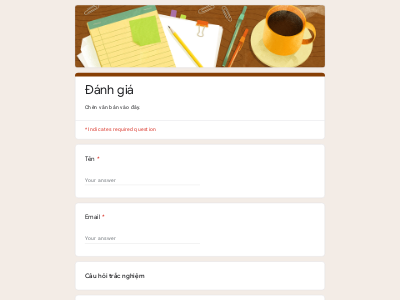 Đánh giá
Chèn văn bản vào đây
* Indicates required question
Tên *
Your answer
Email *
Your answer
Câu hỏi trắc nghiệm